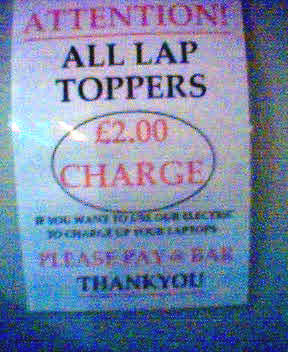 ATTENTION!
ALL LAP
TOPPERS
£2.00
CHARGE
IF YOU WANT TO USE OUR ELECTRIC
TO CHARGE UP YOUR LAPTOPS
PLEASE PAY @ BAR
THANKYOU